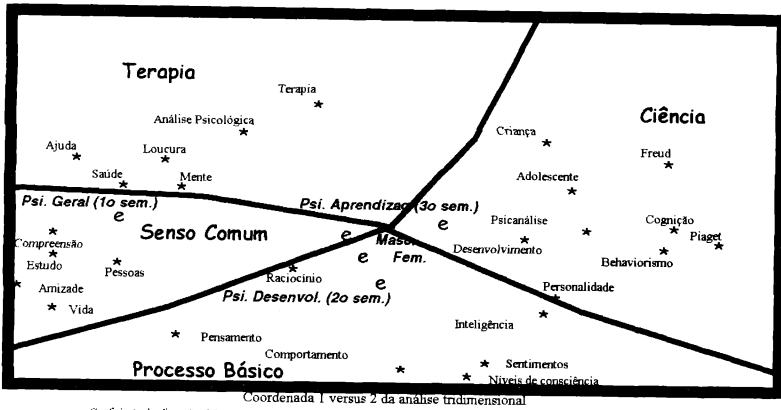 Terapia
Terapia
Ciência
Análise Psicológica
Criança
Ajuda
Loucura
Freud
Saúde
Mente
Adolescente
Psi. Geral (1o sem.)
Psi. Aprendizag (3o sem.)
e
e
Psicanálise
Cognição
Senso Comum
e
Masc.
Piaget
Compreensão
Desenvolvimento
e
Fem.
Behaviorismo
Estudo
Pessoas
Raciocínio
e
Amizade
Psi. Desenvol. (2o sem.)
Personalidade
Vida
Inteligência
Pensamento
Comportamento
Sentimentos
Processo Básico
Níveis de consciência
Coordenada 1 versus 2 da análise tridimensional